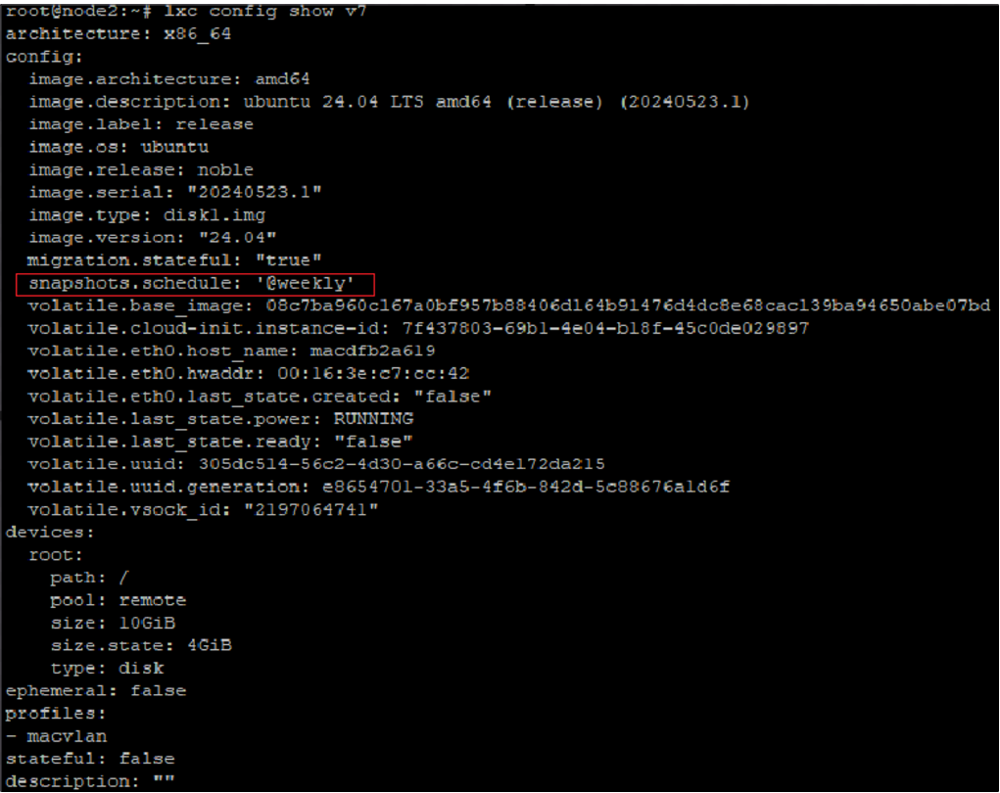 root@node2:~# lxc config show v7
architecture: x86_64
config:
  image.architecture: amd64
  image.description: ubuntu 24.04 LTS amd64 (release) (20240523.1)
  image.label: release
  image.os: ubuntu
  image.release: noble
  image.serial: "20240523.1"
  image.type: disk1.img
  image.version: "24.04"
  migration.stateful: "true"
  snapshots.schedule: '@weekly'
  volatile.base_image: 08c7ba960c167a0bf957b88406d164b91476d4dc8e68cac139ba94650abe07bd
  volatile.cloud-init.instance-id: 7f437803-69b1-4e04-b18f-45c0de029897
  volatile.eth0.host_name: macdfb2a619
  volatile.eth0.hwaddr: 00:16:3e:c7:cc:42
  volatile.eth0.last_state.created: "false"
  volatile.last_state.power: RUNNING
  volatile.last_state.ready: "false"
  volatile.uuid: 305dc514-56c2-4d30-a66c-cd4e172da215
  volatile.uuid.generation: e8654701-33a5-4f6b-842d-5c88676a1d6f
  volatile.vsock_id: "2197064741"
devices:
  root:
    path: /
    pool: remote
    size: 10GiB
    size.state: 4GiB
    type: disk
ephemeral: false
profiles:
- macvlan
stateful: false
description: ""